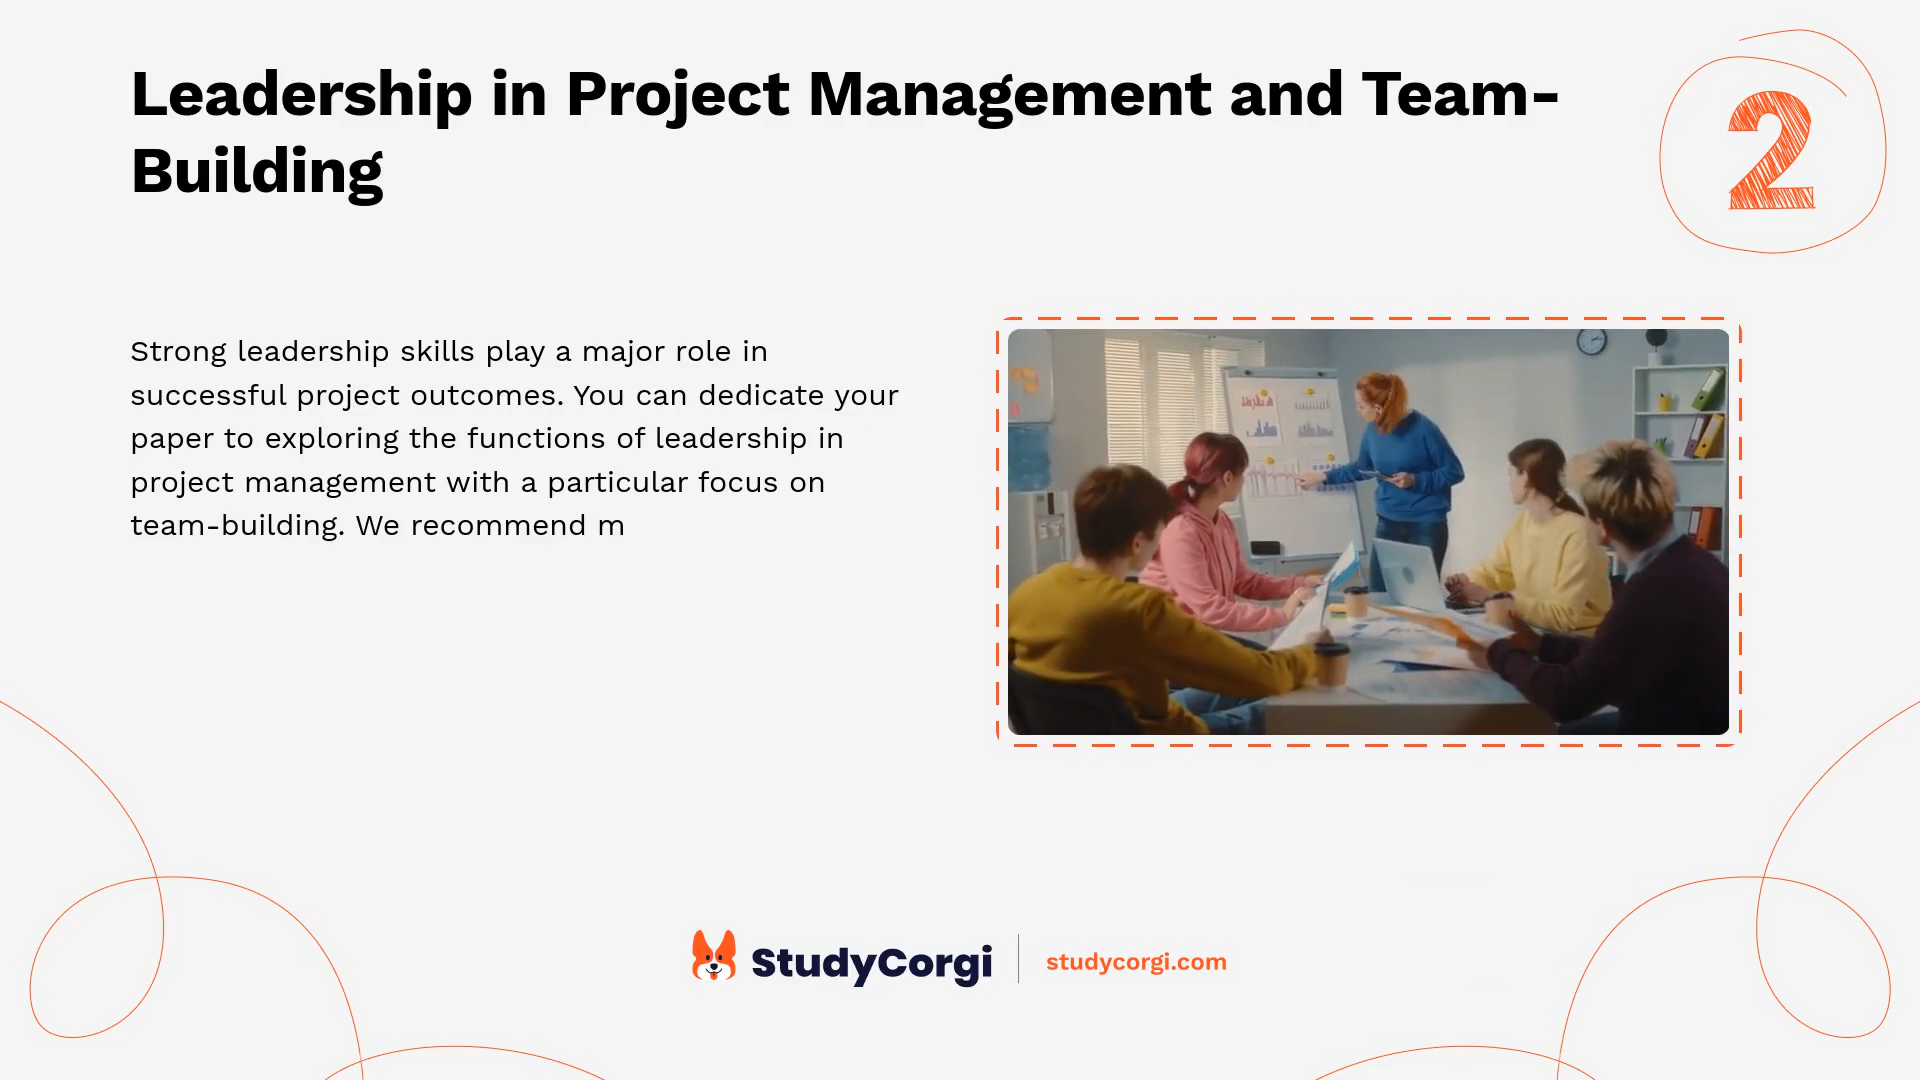 Leadership in Project Management and Team-
Building
2
Strong leadership skills play a major role in
successful project outcomes. You can dedicate your
paper to exploring the functions of leadership in
project management with a particular focus on
team-building. We recommend m
StudyCorgi
studycorgi.com